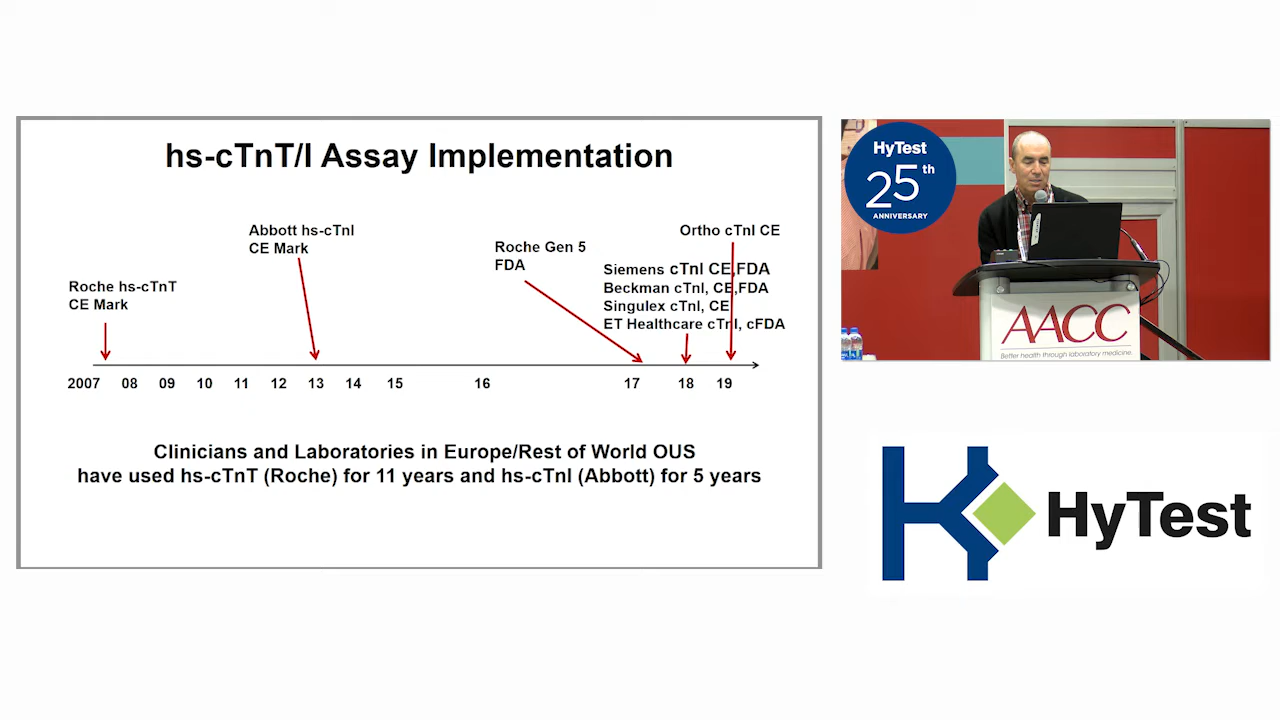 hs-cTnT/I Assay Implementation
Roche hs-cTnT
CE Mark
Abbott hs-cTnI
CE Mark
Roche Gen 5
FDA
Ortho cTnI CE
Siemens cTnI CE,FDA
Beckman cTnI, CE,FDA
Singulex cTnI, CE
ET Healthcare cTnI, cFDA
2007 08 09 10 11 12 13 14 15 16 17 18 19
Clinicians and Laboratories in Europe/Rest of World OUS
have used hs-cTnT (Roche) for 11 years and hs-cTnI (Abbott) for 5 years
HyTest
25th
ANNIVERSARY
AACC
Better health through laboratory medicine.
HyTest